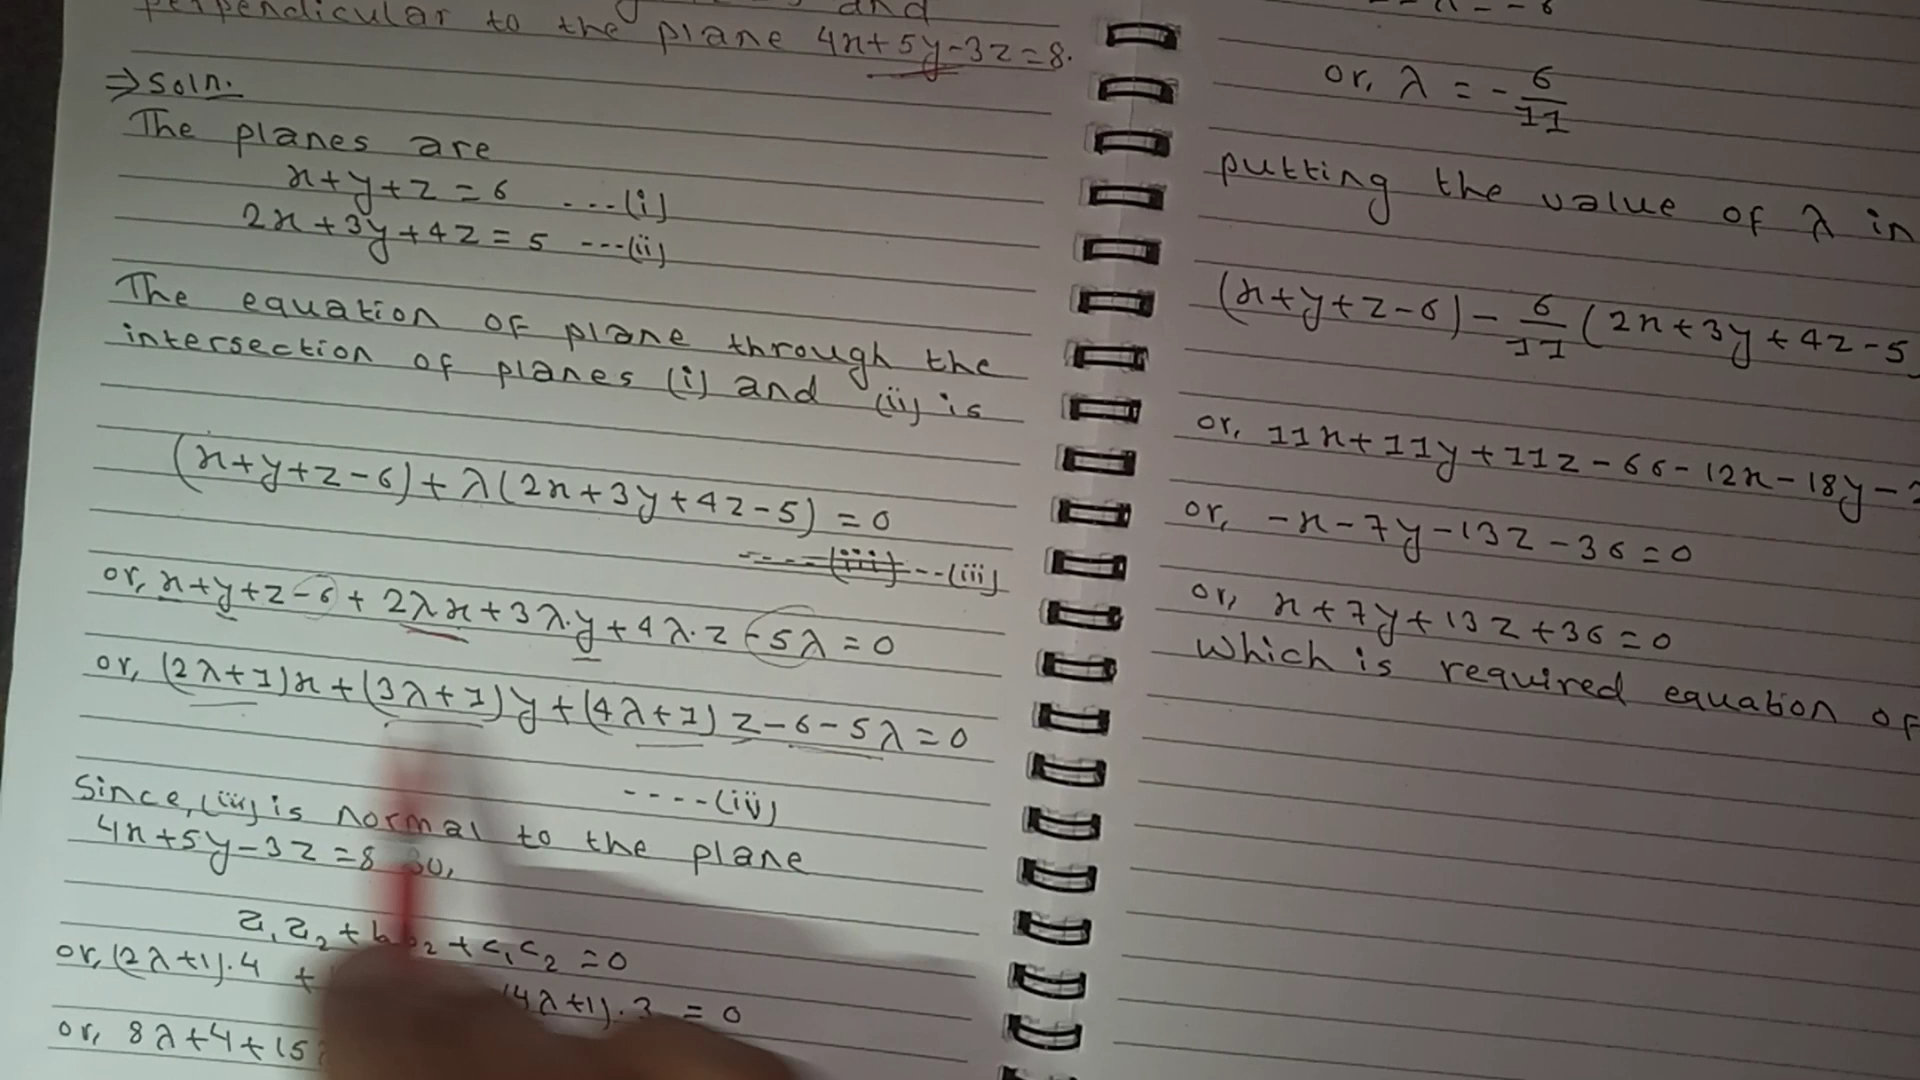 perpendicular to the plane 4x+5y-3z=8.
⇒ Soln.
The planes are
x+y+z=6 ---(i)
2x+3y+4z=5 ---(ii)
The equation of plane through the
intersection of planes (i) and (ii) is
(x+y+z-6)+λ(2x+3y+4z-5)=0
---(iii)
or, x+y+z-6+2λx+3λ.y+4λ.z-5λ=0
or, (2λ+1)x+(3λ+1)y+(4λ+1)z-6-5λ=0
----(iv)
Since, (iii) is normal to the plane
4x+5y-3z=8 so,
a₁a₂+b₁b₂+c₁c₂=0
or, (2λ+1).4 + (4λ+1).3 =0
or, 8λ+4+15
or, λ = -6/11
putting the value of λ in
(x+y+z-6)-6/11(2x+3y+4z-5)
or, 11x+11y+11z-66-12x-18y-
or, -x-7y-13z-36=0
or, x+7y+13z+36=0
Which is required equation of